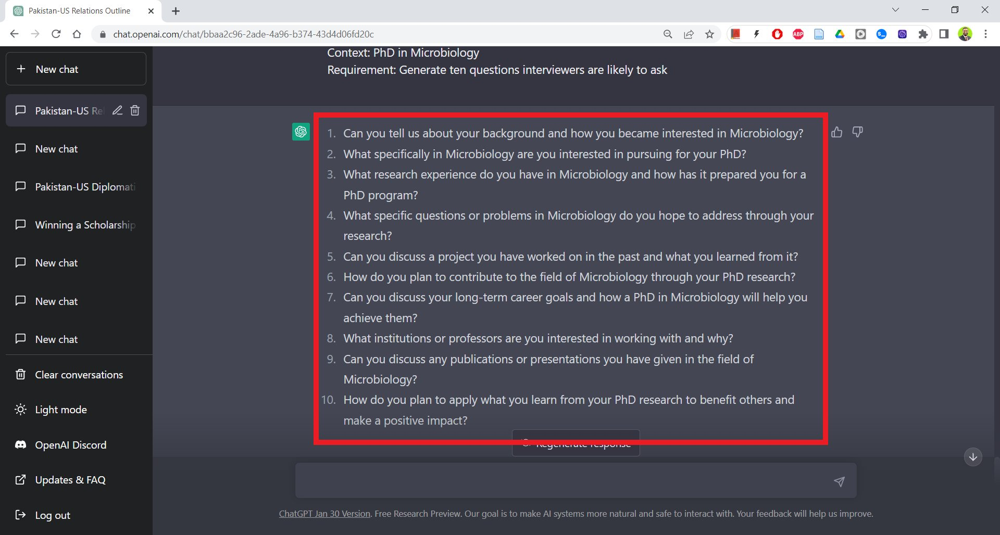 Pakistan-US Relations Outline
chat.openai.com/chat/bbaa2c96-2ade-4a96-b374-43d4d06fd20c
ABP
New chat
Pakistan-US Rel
New chat
Pakistan-US Diplomati
Winning a Scholarship
New chat
New chat
New chat
Clear conversations
Light mode
OpenAI Discord
Updates & FAQ
Log out
Context: PhD in Microbiology
Requirement: Generate ten questions interviewers are likely to ask
1. Can you tell us about your background and how you became interested in Microbiology?
2. What specifically in Microbiology are you interested in pursuing for your PhD?
3. What research experience do you have in Microbiology and how has it prepared you for a
PhD program?
4. What specific questions or problems in Microbiology do you hope to address through your
research?
5. Can you discuss a project you have worked on in the past and what you learned from it?
6. How do you plan to contribute to the field of Microbiology through your PhD research?
7. Can you discuss your long-term career goals and how a PhD in Microbiology will help you
achieve them?
8. What institutions or professors are you interested in working with and why?
9. Can you discuss any publications or presentations you have given in the field of
Microbiology?
10. How do you plan to apply what you learn from your PhD research to benefit others and
make a positive impact?
Regenerate response
ChatGPT Jan 30 Version. Free Research Preview. Our goal is to make AI systems more natural and safe to interact with. Your feedback will help us improve.